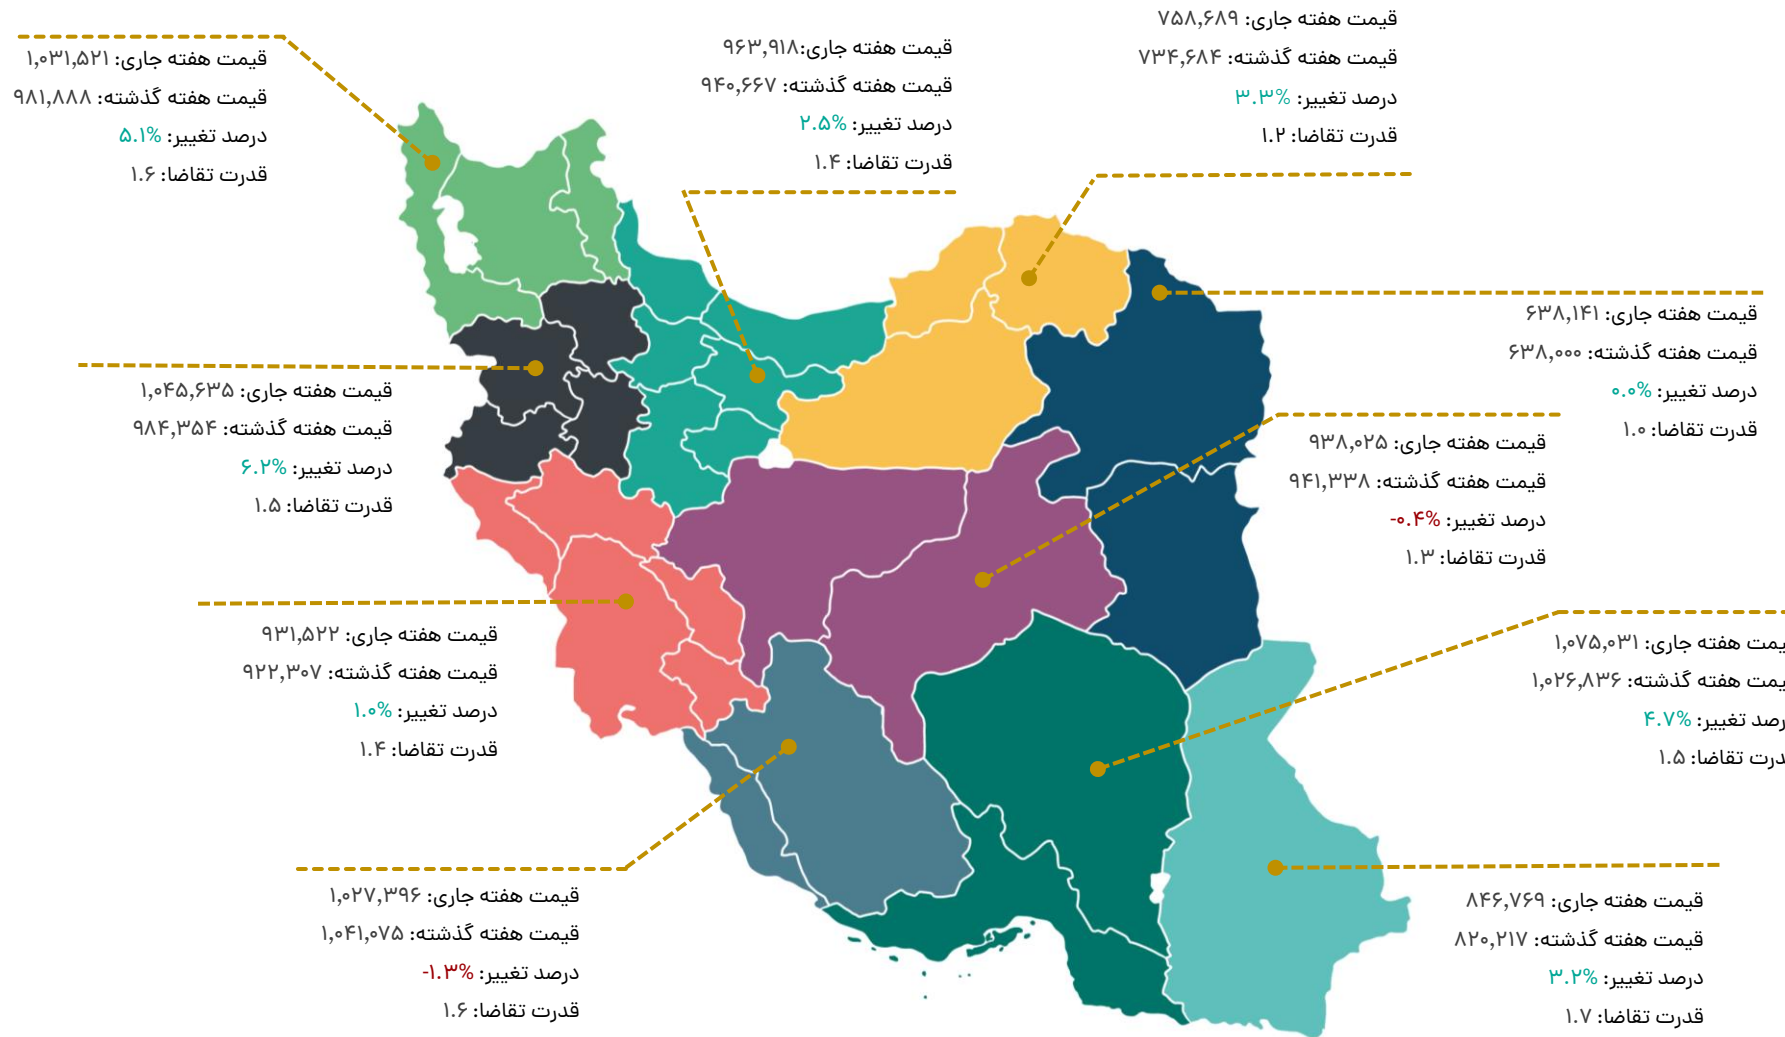 قیمت هفته جاری: ۷۵۸,۶۸۹
قیمت هفته گذشته: ۷۳۴,۶۸۴
درصد تغییر: ۳.۳%
قدرت تقاضا: ۱.۲
قیمت هفته جاری:۹۶۳,۹۱۸
قیمت هفته گذشته: ۹۴۰,۶۶۷
درصد تغییر: ۲.۵%
قدرت تقاضا: ۱.۴
قیمت هفته جاری: ۱,۰۳۱,۵۲۱
قیمت هفته گذشته: ۹۸۱,۸۸۸
درصد تغییر: ۵.۱%
قدرت تقاضا: ۱.۶
قیمت هفته جاری: ۶۳۸,۱۴۱
قیمت هفته گذشته: ۶۳۸,۰۰۰
درصد تغییر: ۰.۰%
قدرت تقاضا: ۱.۰
قیمت هفته جاری: ۱,۰۴۵,۶۳۵
قیمت هفته گذشته: ۹۸۴,۳۵۴
درصد تغییر: ۶.۲%
قدرت تقاضا: ۱.۵
قیمت هفته جاری: ۹۳۸,۰۲۵
قیمت هفته گذشته: ۹۴۱,۳۳۸
درصد تغییر: -۰.۴%
قدرت تقاضا: ۱.۳
یمت هفته جاری: ۱,۰۷۵,۰۳۱
یمت هفته گذشته: ۱,۰۲۶,۸۳۶
رصد تغییر: ۴.۷%
درت تقاضا: ۱.۵
قیمت هفته جاری: ۹۳۱,۵۲۲
قیمت هفته گذشته: ۹۲۲,۳۰۷
درصد تغییر: ۱.۰%
قدرت تقاضا: ۱.۴
قیمت هفته جاری: ۸۴۶,۷۶۹
قیمت هفته گذشته: ۸۲۰,۲۱۷
درصد تغییر: ۳.۲%
قدرت تقاضا: ۱.۷
قیمت هفته جاری: ۱,۰۲۷,۳۹۶
قیمت هفته گذشته: ۱,۰۴۱,۰۷۵
درصد تغییر: -۱.۳%
قدرت تقاضا: ۱.۶